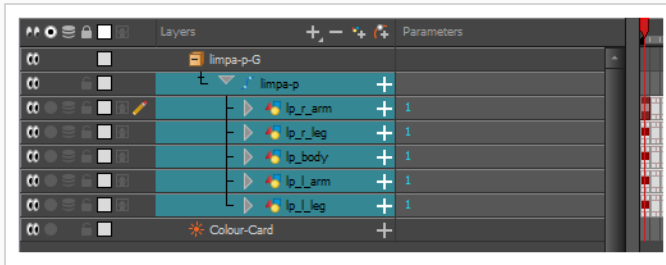 Layers Parameters
limpa-p-G
limpa-p
lp_r_arm 1
lp_r_leg 1
lp_body 1
lp_l_arm 1
lp_l_leg 1
Colour-Card